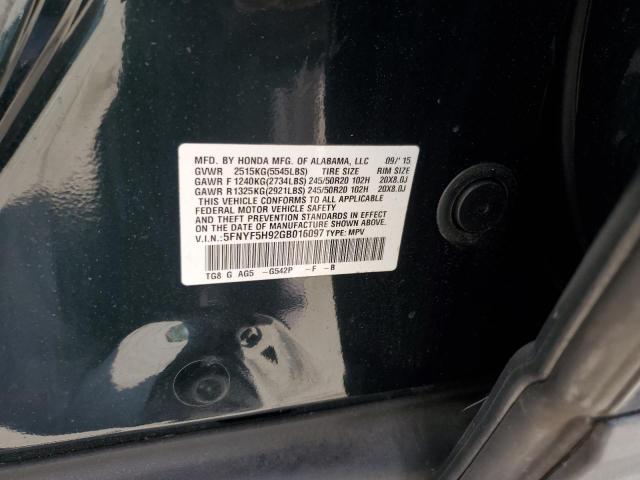 MFD. BY HONDA MFG. OF ALABAMA, LLC 09/'15
GVWR 2515KG(5545LBS) TIRE SIZE RIM SIZE
GAWR F 1240KG(2734LBS) 245/50R20 102H 20X8.0J
GAWR R1325KG(2921LBS) 245/50R20 102H 20X8.0J
THIS VEHICLE CONFORMS TO ALL APPLICABLE
FEDERAL MOTOR VEHICLE SAFETY AND
THEFT PREVENTION STANDARDS IN EFFECT
ON THE DATE OF MANUFACTURE SHOWN ABOVE.
V.I.N.:5FNYF5H92GB016097 TYPE: MPV
TG8 G AG5 -G542P -F -B